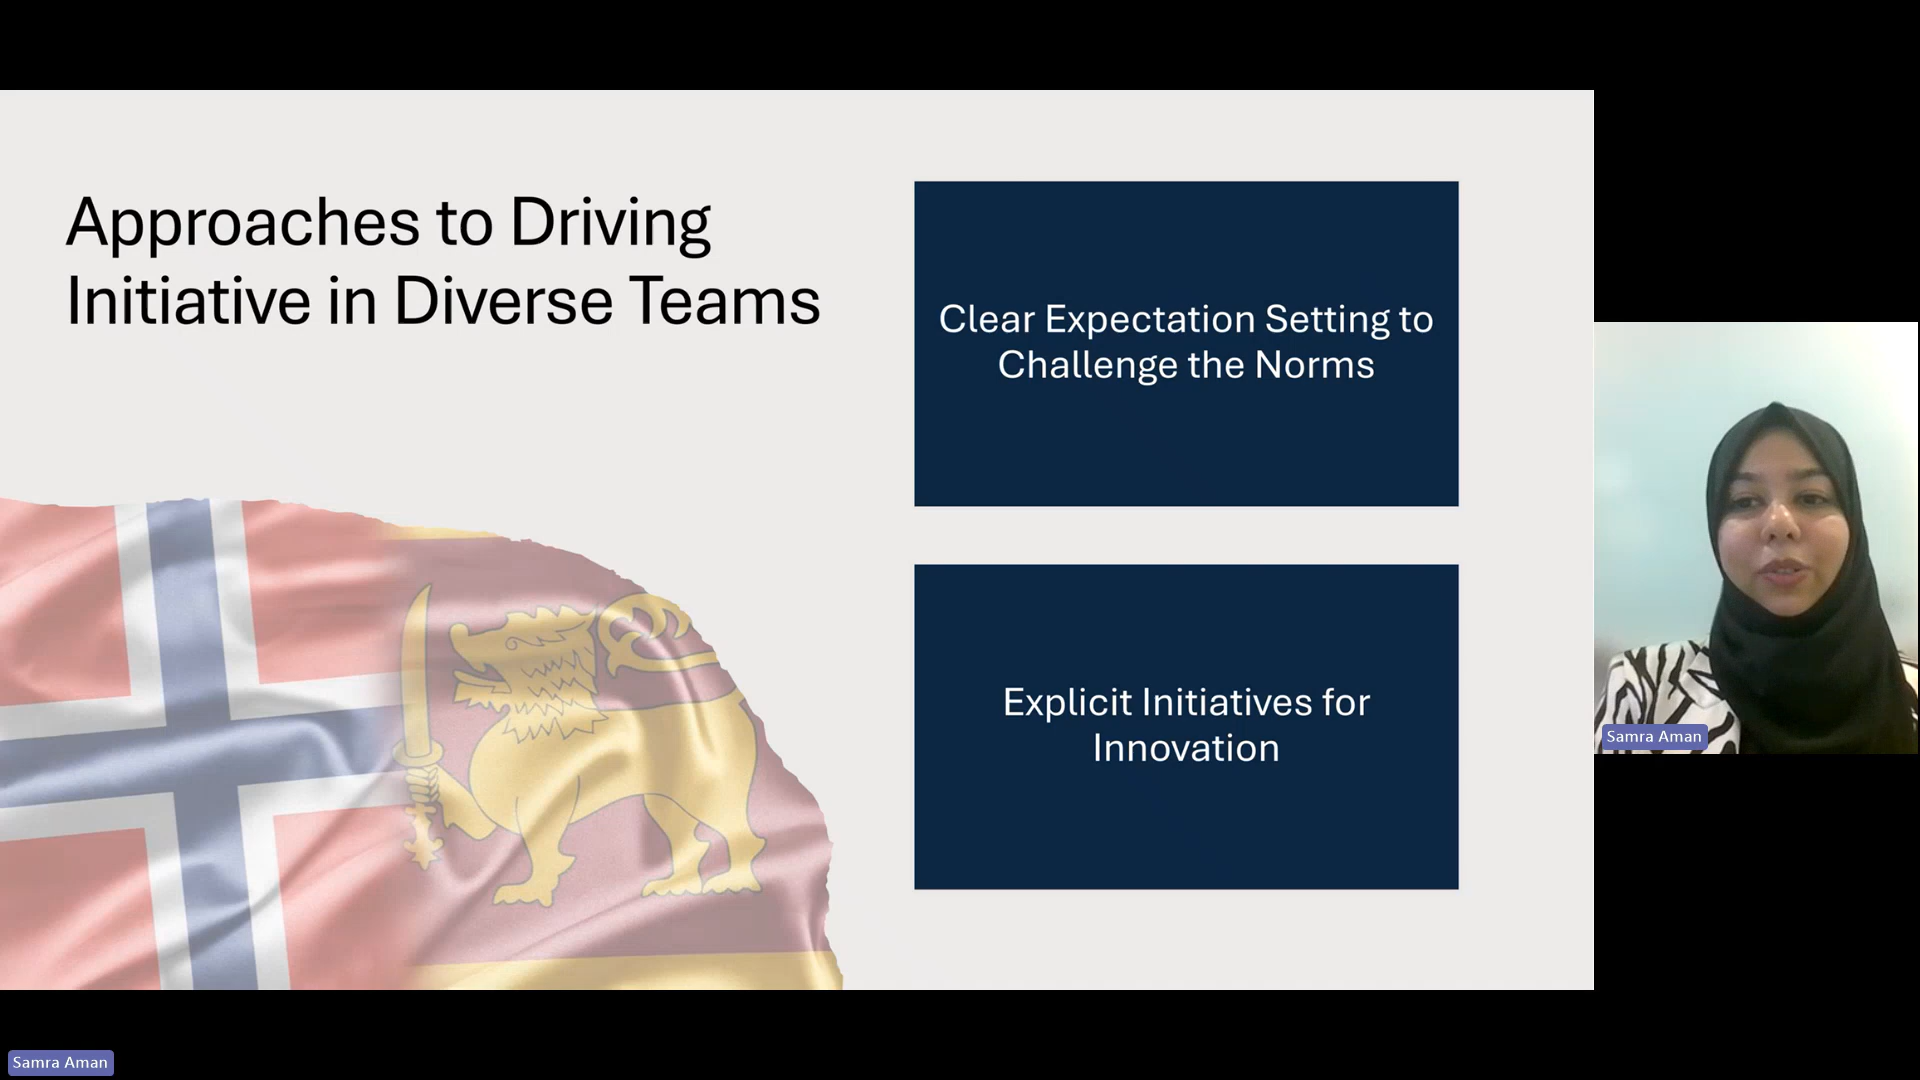 Approaches to Driving
Initiative in Diverse Teams
Clear Expectation Setting to
Challenge the Norms
Explicit Initiatives for
Innovation
Samra Aman
Samra Aman